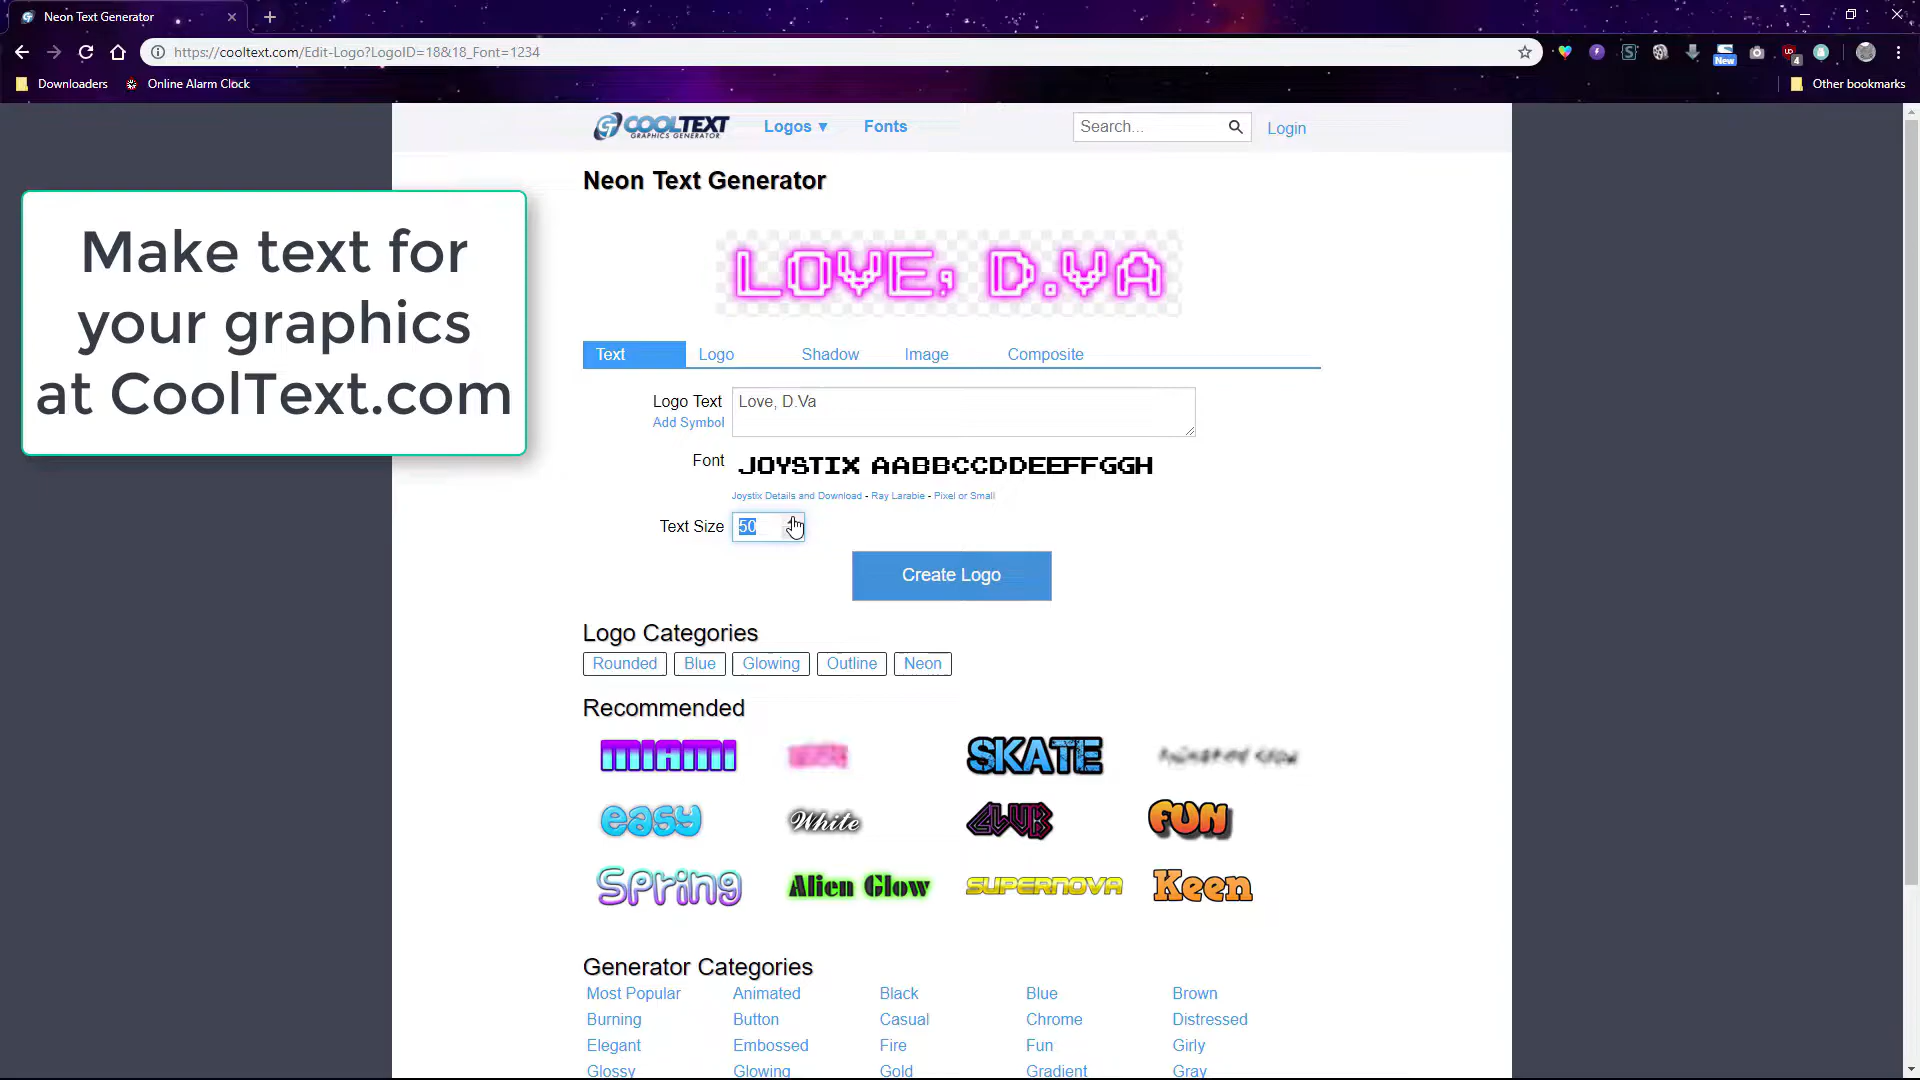 Neon Text Generator
https://cooltext.com/Edit-Logo?LogoID=18&18_Font=1234
New
4
Downloaders
Online Alarm Clock
Other bookmarks
COOLTEXT
GRAPHICS GENERATOR
Logos ▼
Fonts
Search...
Login
Neon Text Generator
Make text for
your graphics
at CoolText.com
LOVE, D.VA
Text
Logo
Shadow
Image
Composite
Logo Text
Love, D.Va
Add Symbol
Font
JOYSTIX AABBCCDDEEFFGGH
Joystix Details and Download - Ray Larabie - Pixel or Small
Text Size
50
Create Logo
Logo Categories
Rounded
Blue
Glowing
Outline
Neon
Recommended
MIAMI
SKATE
Animated Glow
easy
White
CLUB
FUN
Spring
Alien Glow
SUPERNOVA
Keen
Generator Categories
Most Popular
Animated
Black
Blue
Brown
Burning
Button
Casual
Chrome
Distressed
Elegant
Embossed
Fire
Fun
Girly
Glossy
Glowing
Gold
Gradient
Gray